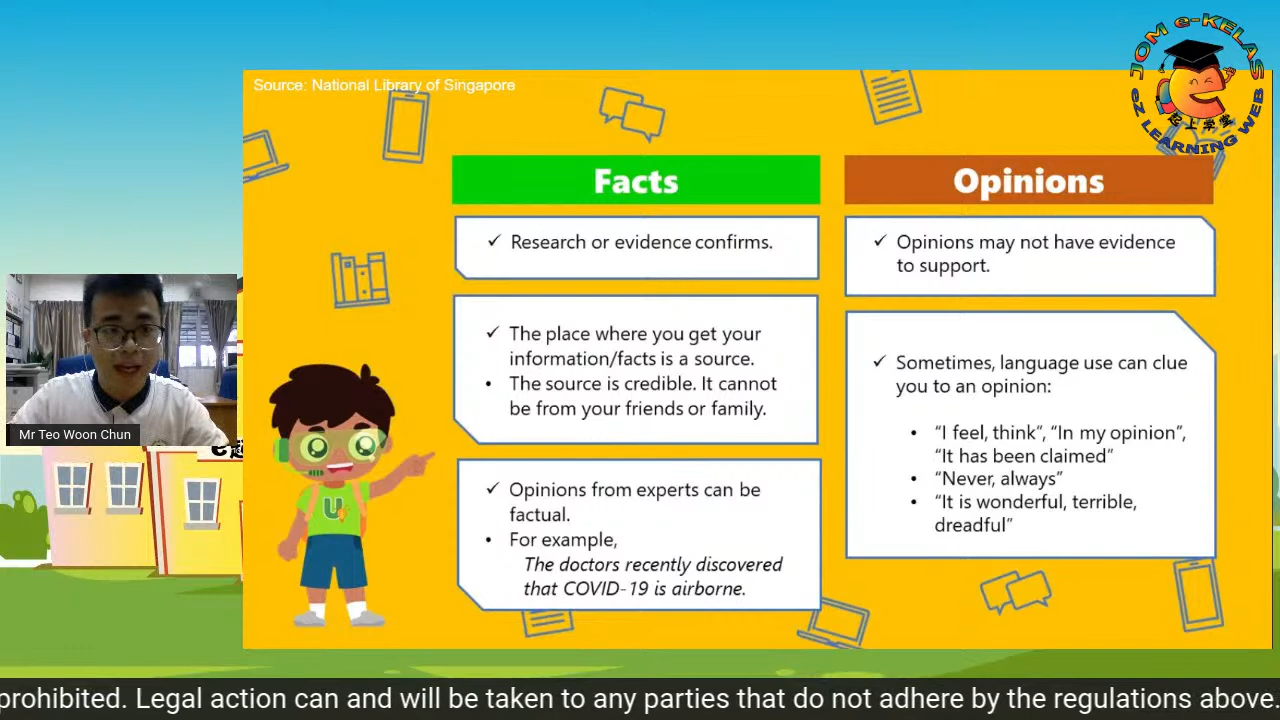 Source: National Library of Singapore
JOM e-KELAS
起上学堂
eZ LEARNING WEB
Facts
✓ Research or evidence confirms.
✓ The place where you get your
information/facts is a source.
• The source is credible. It cannot
be from your friends or family.
✓ Opinions from experts can be
factual.
• For example,
The doctors recently discovered
that COVID-19 is airborne.
Opinions
✓ Opinions may not have evidence
to support.
✓ Sometimes, language use can clue
you to an opinion:
• “I feel, think”, “In my opinion”,
“It has been claimed”
• “Never, always”
• “It is wonderful, terrible,
dreadful”
U
Mr Teo Woon Chun
prohibited. Legal action can and will be taken to any parties that do not adhere by the regulations above.